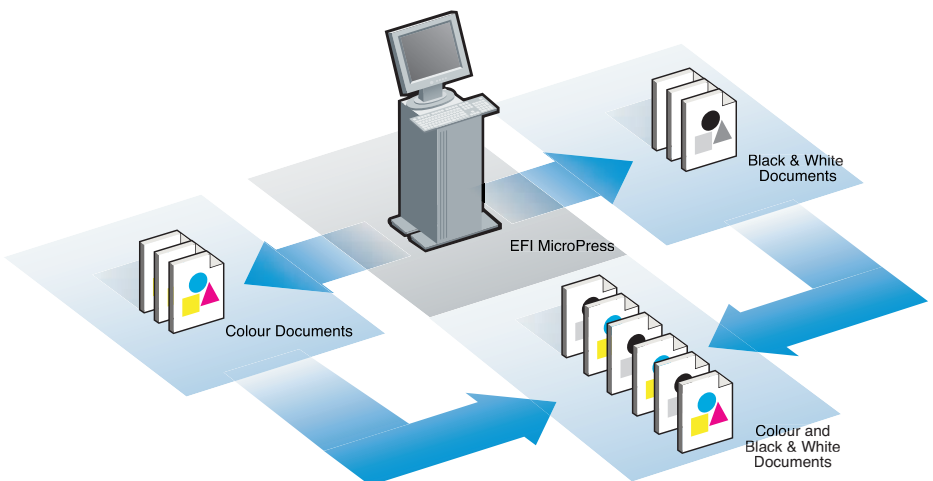 Black & White
Documents
EFI MicroPress
Colour Documents
Colour and
Black & White
Documents